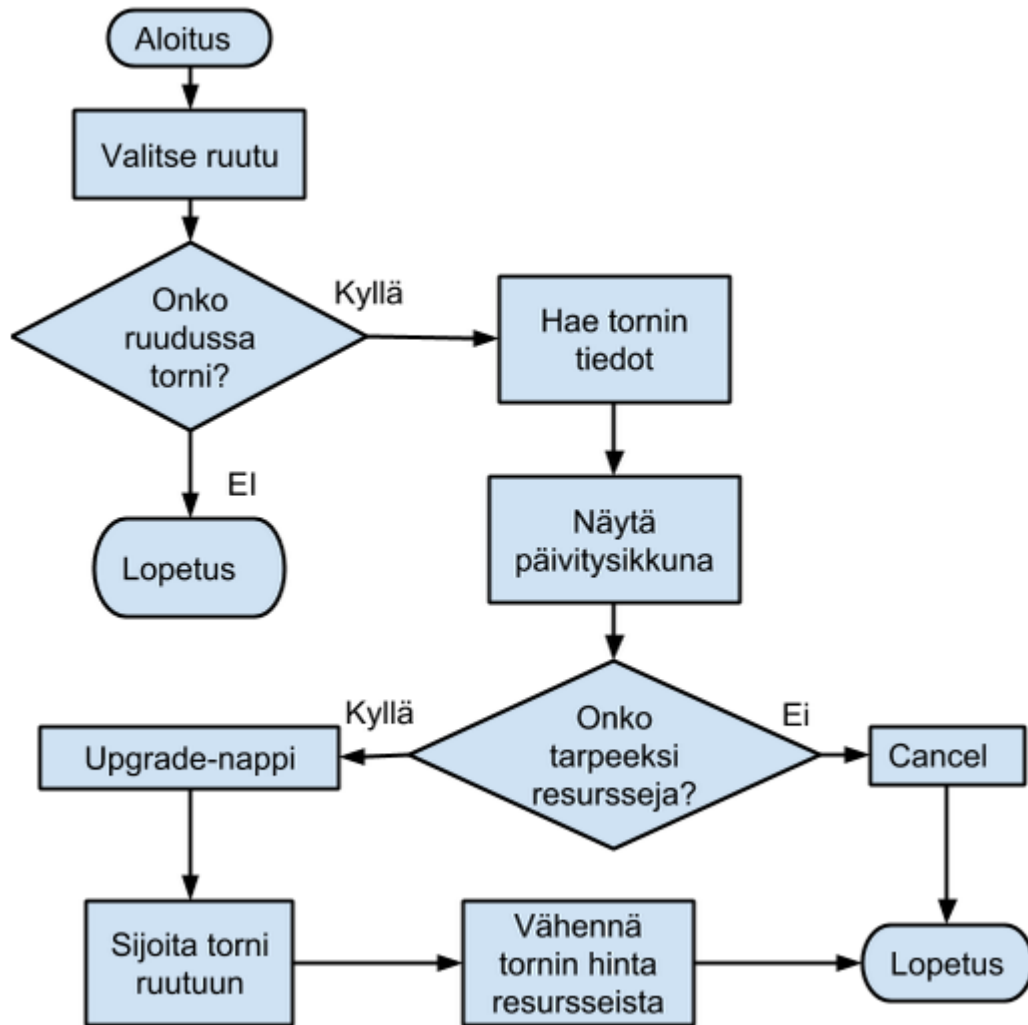 Aloitus
Valitse ruutu
Onko
ruudussa
torni?
Kyllä
Hae tornin
tiedot
EI
Lopetus
Näytä
päivitysikkuna
Onko
tarpeeksi
resursseja?
Kyllä
Ei
Upgrade-nappi
Cancel
Sijoita torni
ruutuun
Vähennä
tornin hinta
resursseista
Lopetus